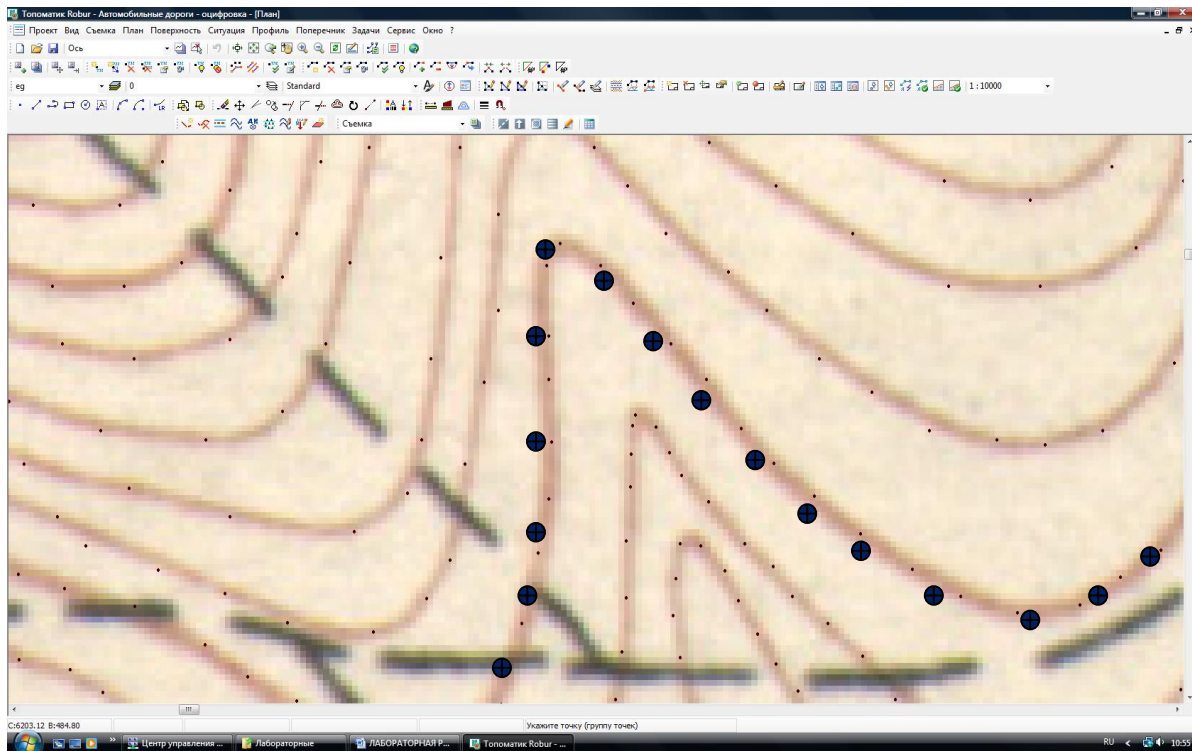 Топоматик Robur - Автомобильные дороги - оцифровка - [План]
Проект Вид Съемка План Поверхность Ситуация Профиль Поперечник Задачи Сервис Окно ?
Ось
eg 0 Standard 1:10000
Съемка
С:6203.12 В:484.80 Укажите точку (группу точек)
Центр управления ... Лабораторные ЛАБОРАТОРНАЯ Р... Топоматик Robur - ... RU 10:55